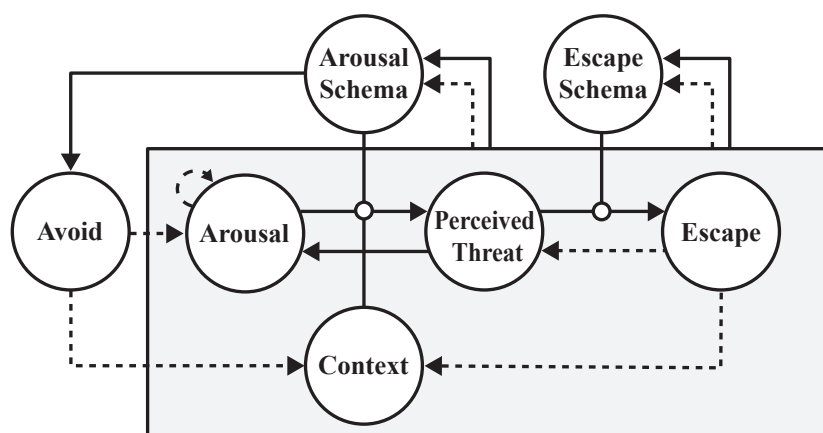 Arousal
Schema
Escape
Schema
Avoid
Arousal
Perceived
Threat
Escape
Context